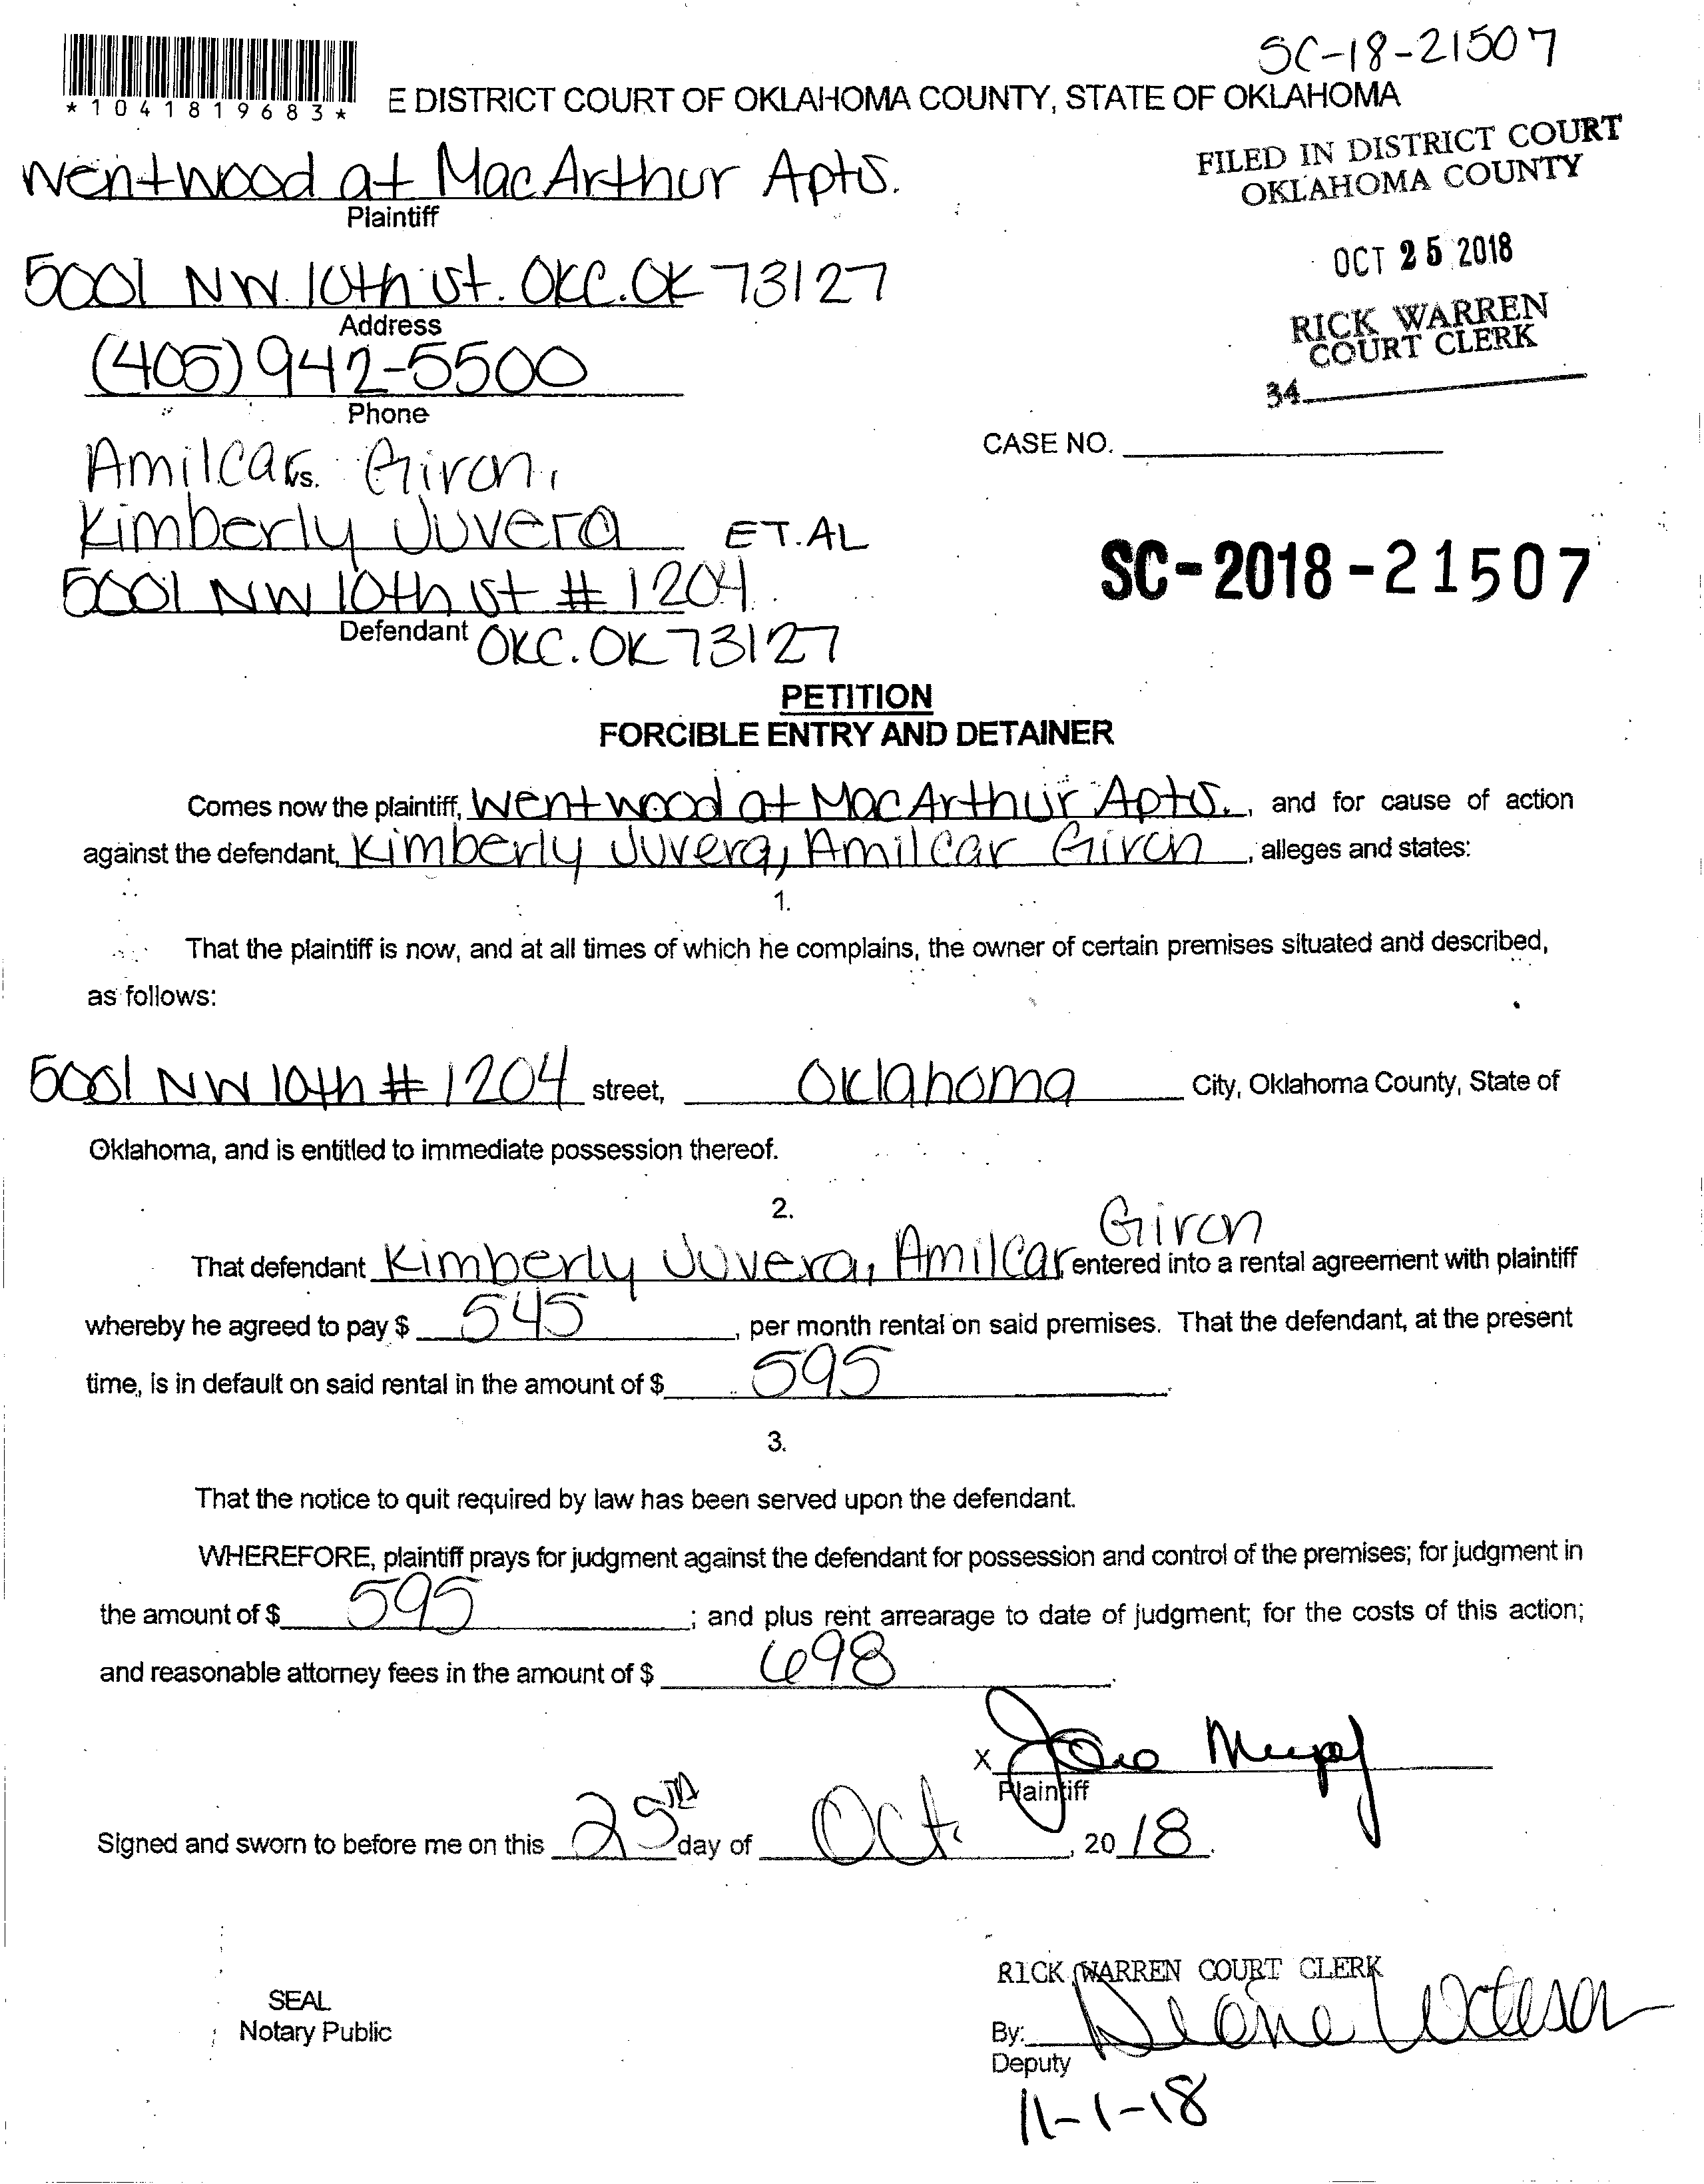 SC-18-21507
*1041819683*
E DISTRICT COURT OF OKLAHOMA COUNTY, STATE OF OKLAHOMA
FILED IN DISTRICT COURT
OKLAHOMA COUNTY
Wentwood at MacArthur Apts.
Plaintiff
OCT 25 2018
5001 NW. 10th St. OKC. OK 73127
Address
RICK WARREN
COURT CLERK
(405) 942-5500
Phone
34
CASE NO.
Amilcar vs. Giron,
Kimberly Juvera ET. AL
SC-2018-21507
5001 NW 10th St # 1204
Defendant OKC. OK 73127
PETITION
FORCIBLE ENTRY AND DETAINER
Comes now the plaintiff, Wentwood at MacArthur Apts., and for cause of action
against the defendant, Kimberly Juvera, Amilcar Giron, alleges and states:
1.
That the plaintiff is now, and at all times of which he complains, the owner of certain premises situated and described,
as follows:
5001 NW 10th # 1204 street, Oklahoma City, Oklahoma County, State of
Oklahoma, and is entitled to immediate possession thereof.
2.
Giron
That defendant Kimberly Juvera, Amilcar entered into a rental agreement with plaintiff
whereby he agreed to pay $ 545, per month rental on said premises. That the defendant, at the present
time, is in default on said rental in the amount of $ 595.
3.
That the notice to quit required by law has been served upon the defendant.
WHEREFORE, plaintiff prays for judgment against the defendant for possession and control of the premises; for judgment in
the amount of $ 595; and plus rent arrearage to date of judgment; for the costs of this action;
and reasonable attorney fees in the amount of $ 698.
X
Plaintiff
Signed and sworn to before me on this 25TH day of Oct., 2018.
RICK WARREN COURT CLERK
SEAL
Notary Public
By: Diane
Deputy
11-1-18